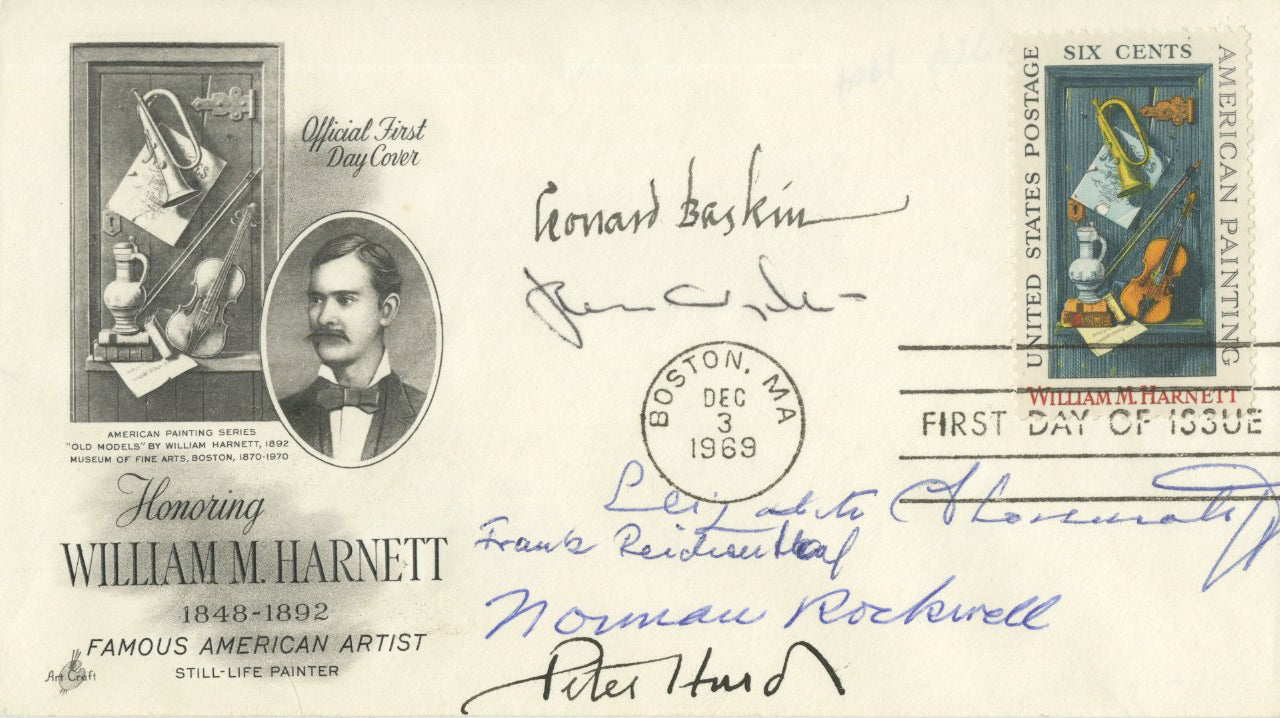 Official First
Day Cover
AMERICAN PAINTING SERIES
"OLD MODELS" BY WILLIAM HARNETT, 1892
MUSEUM OF FINE ARTS, BOSTON, 1870-1970
Honoring
WILLIAM M. HARNETT
1848-1892
FAMOUS AMERICAN ARTIST
STILL-LIFE PAINTER
Art Craft
Leonard Baskin
BOSTON, MA
DEC
3
1969
Elizabeth Shoumatoff
Frank Reichenthal
Norman Rockwell
Peter Hurd
SIX CENTS
UNITED STATES POSTAGE
AMERICAN PAINTING
WILLIAM M. HARNETT
FIRST DAY OF ISSUE